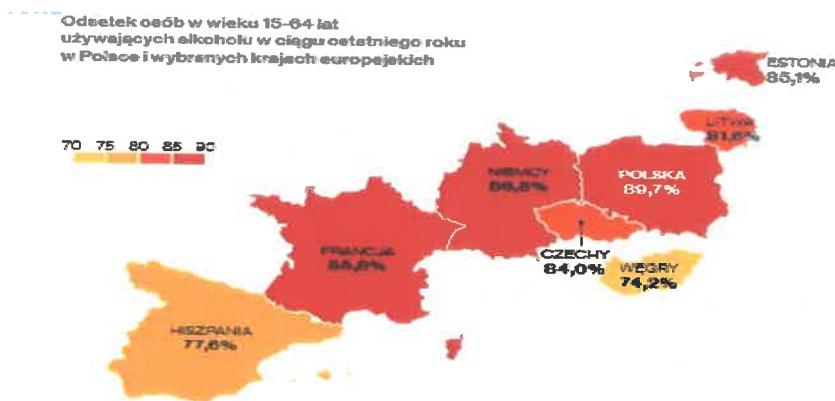 Odsetek osób w wieku 15-64 lat
używających alkoholu w ciągu ostatniego roku
w Polsce i wybranych krajach europejskich
70 75 80 85 90
ESTONIA
85,1%
LITWA
81,6%
NIEMCY
POLSKA
89,7%
FRANCJA
CZECHY
84,0%
WĘGRY
74,2%
HISZPANIA
77,6%